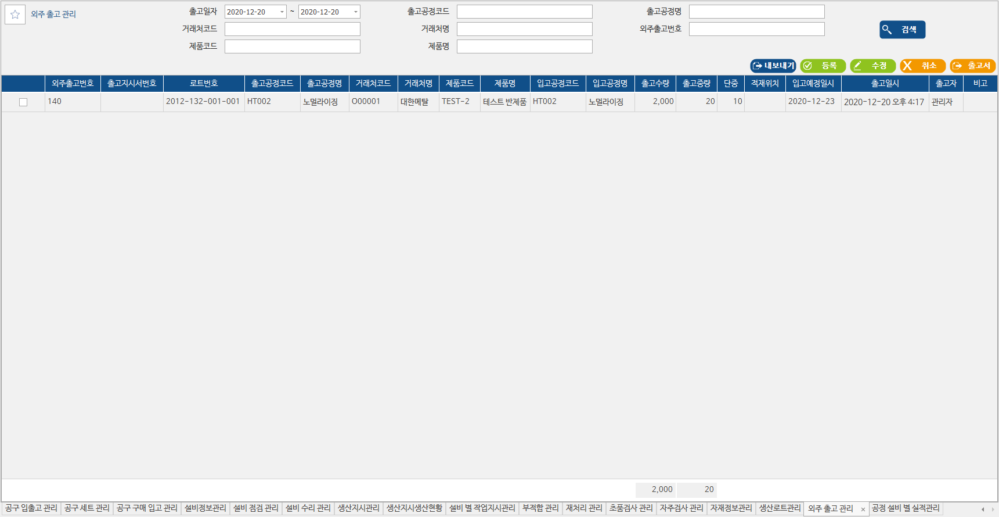 외주 출고 관리
출고일자 2020-12-20 ~ 2020-12-20 출고공정코드 출고공정명
거래처코드 거래처명 외주출고번호 검색
제품코드 제품명
내보내기 등록 수정 취소 출고서
외주출고번호 출고지시서번호 로트번호 출고공정코드 출고공정명 거래처코드 거래처명 제품코드 제품명 입고공정코드 입고공정명 출고수량 출고중량 단중 적재위치 입고예정일시 출고일시 출고자 비고
140 2012-132-001-001 HT002 노멀라이징 O00001 대한메탈 TEST-2 테스트 반제품 HT002 노멀라이징 2,000 20 10 2020-12-23 2020-12-20 오후 4:17 관리자
2,000 20
공구 입출고 관리 공구 세트 관리 공구 구매 입고 관리 설비정보관리 설비 점검 관리 설비 수리 관리 생산지시관리 생산지시생산현황 설비 별 작업지시관리 부적합 관리 재처리 관리 초품검사 관리 자주검사 관리 자재정보관리 생산로트관리 외주 출고 관리 × 공정 설비 별 실적관리